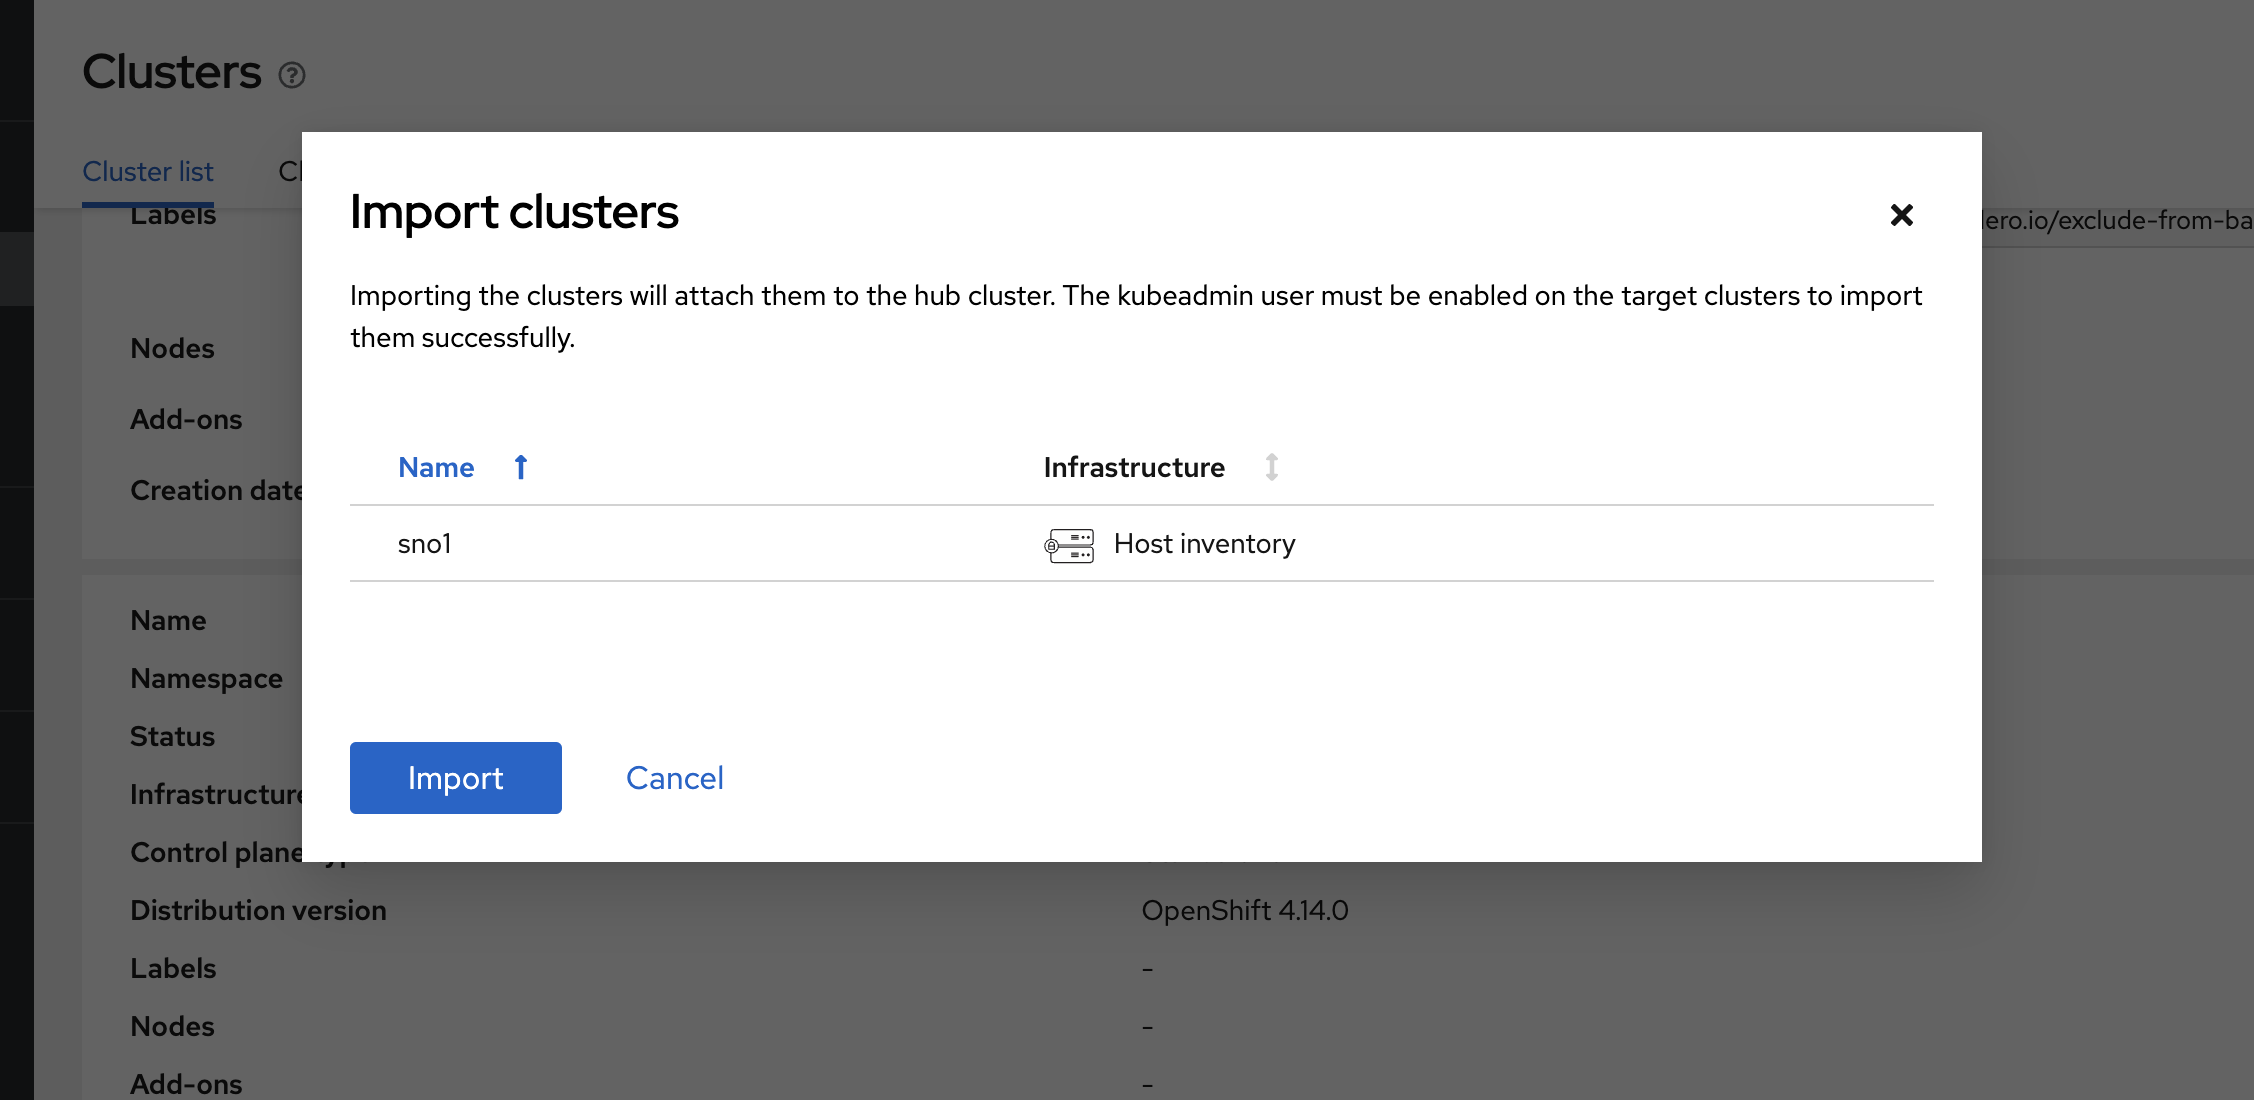 Clusters
Cluster list
Labels
lero.io/exclude-from-ba
Nodes
Add-ons
Creation date
Import clusters
Importing the clusters will attach them to the hub cluster. The kubeadmin user must be enabled on the target clusters to import
them successfully.
Name Infrastructure
sno1 Host inventory
Import Cancel
Name
Namespace
Status
Infrastructure
Control plane
Distribution version OpenShift 4.14.0
Labels -
Nodes -
Add-ons -